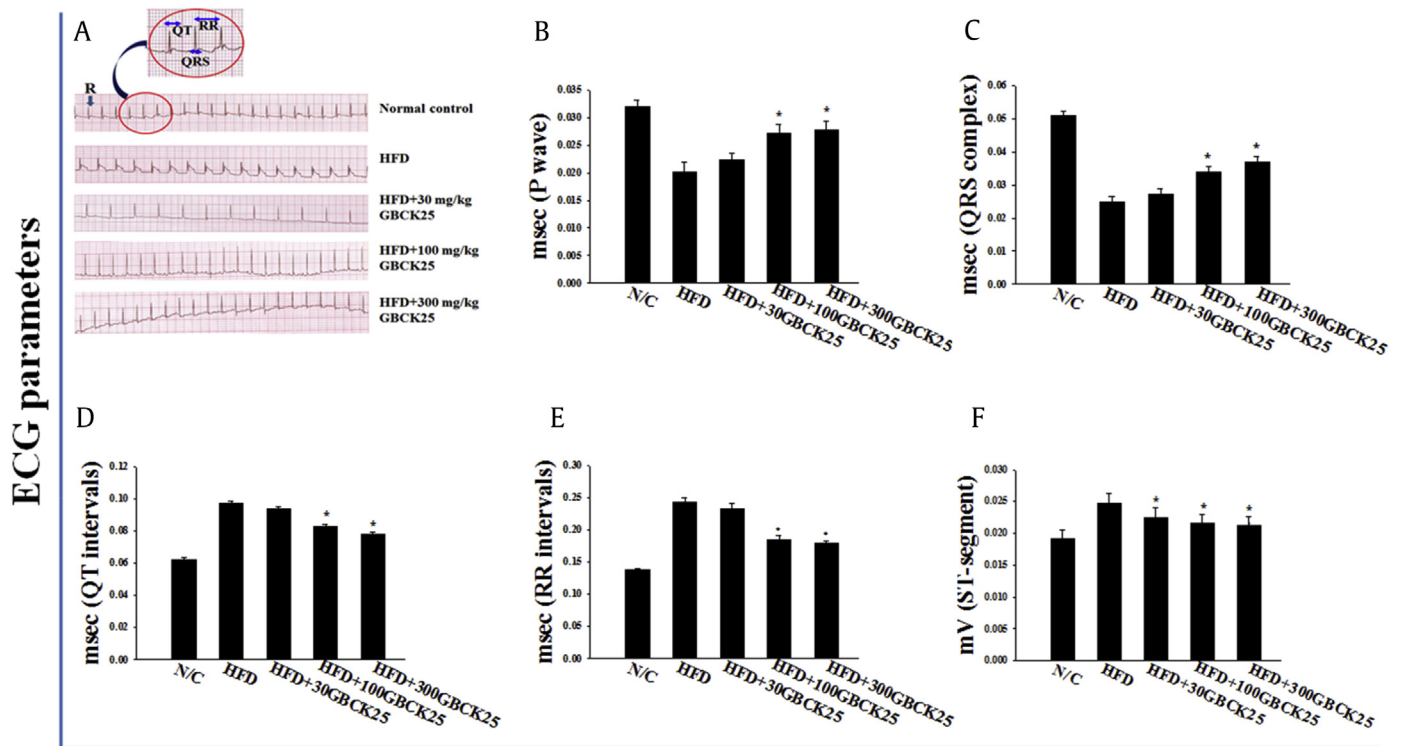 ECG parameters
A
QT
RR
QRS
R
Normal control
HFD
HFD+30 mg/kg
GBCK25
HFD+100 mg/kg
GBCK25
HFD+300 mg/kg
GBCK25
B
msec (P wave)
0.035
0.030
0.025
0.020
0.015
0.010
0.005
0.000
*
*
N/C
HFD
HFD+30GBCK25
HFD+100GBCK25
HFD+300GBCK25
C
msec (QRS complex)
0.06
0.05
0.04
0.03
0.02
0.01
0.00
*
*
N/C
HFD
HFD+30GBCK25
HFD+100GBCK25
HFD+300GBCK25
D
msec (QT intervals)
0.12
0.10
0.08
0.06
0.04
0.02
0.00
*
*
N/C
HFD
HFD+30GBCK25
HFD+100GBCK25
HFD+300GBCK25
E
msec (RR intervals)
0.30
0.25
0.20
0.15
0.10
0.05
0.00
*
*
N/C
HFD
HFD+30GBCK25
HFD+100GBCK25
HFD+300GBCK25
F
mV (ST-segment)
0.030
0.025
0.020
0.015
0.010
0.005
0.000
*
*
*
N/C
HFD
HFD+30GBCK25
HFD+100GBCK25
HFD+300GBCK25